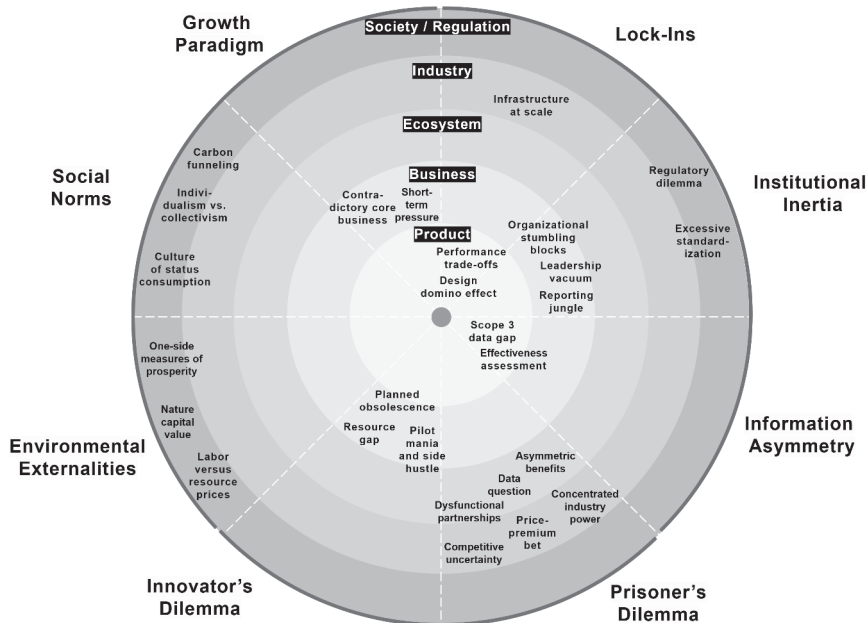 Growth
Paradigm
Society / Regulation
Lock-Ins
Industry
Infrastructure
at scale
Ecosystem
Social
Norms
Carbon
funneling
Indivi-
dualism vs.
collectivism
Culture
of status
consumption
Business
Contra-
dictory core
business
Short-
term
pressure
Product
Performance
trade-offs
Design
domino effect
Organizational
stumbling
blocks
Leadership
vacuum
Reporting
jungle
Regulatory
dilemma
Excessive
standard-
ization
Institutional
Inertia
One-side
measures of
prosperity
Nature
capital
value
Labor
versus
resource
prices
Environmental
Externalities
Scope 3
data gap
Effectiveness
assessment
Information
Asymmetry
Planned
obsolescence
Resource
gap
Pilot
mania
and side
hustle
Asymmetric
benefits
Data
question
Concentrated
industry
power
Dysfunctional
partnerships
Price-
premium
bet
Competitive
uncertainty
Innovator’s
Dilemma
Prisoner’s
Dilemma